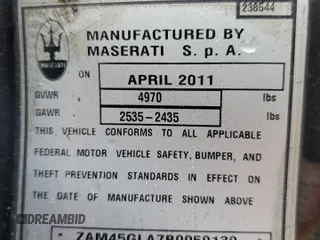 238544
MANUFACTURED BY
MASERATI S. p. A.
MASERATI
ON APRIL 2011
GVWR 4970 lbs
GAWR 2535-2435 lbs
THIS VEHICLE CONFORMS TO ALL APPLICABLE
FEDERAL MOTOR VEHICLE SAFETY, BUMPER, AND
THEFT PREVENTION STANDARDS IN EFFECT ON
THE DATE OF MANUFACTURE SHOWN ABOVE
DREAMBID